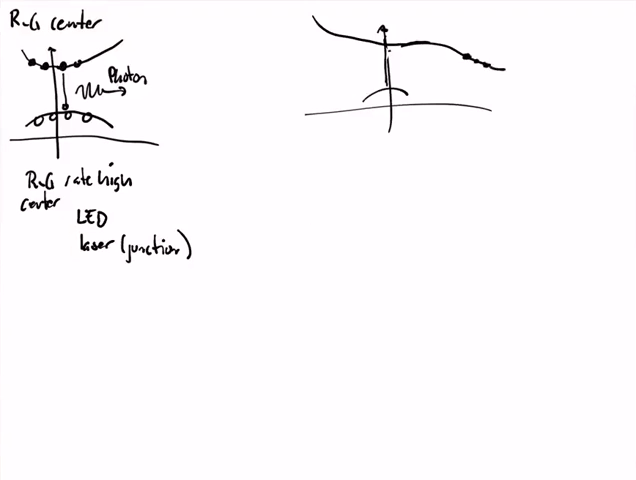 R-G center
Photon
R-G rate high
center
LED
laser (junction)